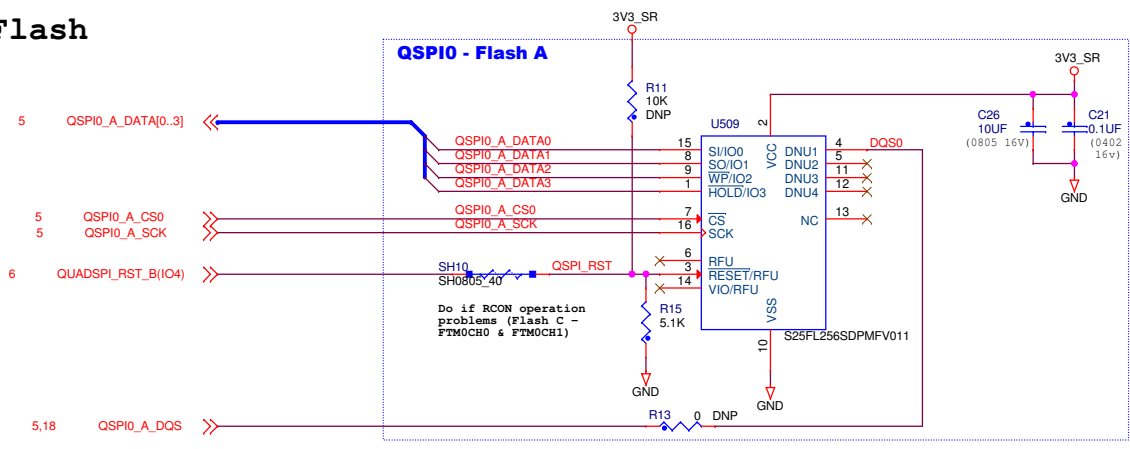 Flash
3V3_SR
QSPI0 - Flash A
3V3_SR
R11
10K
DNP
5 QSPI0_A_DATA[0..3]
U509
2
C26
10UF
(0805 16V)
C21
0.1UF
(0402
16v)
QSPI0_A_DATA0 15 SI/IO0 VCC DNU1 4 DQS0
QSPI0_A_DATA1 8 SO/IO1 DNU2 5
QSPI0_A_DATA2 9 WP/IO2 DNU3 11
QSPI0_A_DATA3 1 HOLD/IO3 DNU4 12
GND
5 QSPI0_A_CS0 QSPI0_A_CS0 7 CS NC 13
5 QSPI0_A_SCK QSPI0_A_SCK 16 SCK
6 RFU
6 QUADSPI_RST_B(IO4) SH10 QSPI_RST 3 RESET/RFU
SH0805_40
14 VIO/RFU
Do if RCON operation
problems (Flash C -
FTM0CH0 & FTM0CH1)
R15
5.1K
VSS
10
S25FL256SDPMFV011
GND
GND
5,18 QSPI0_A_DQS R13 0 DNP